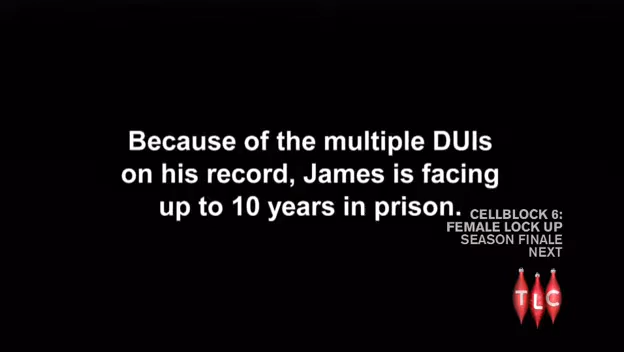 Because of the multiple DUIs
on his record, James is facing
up to 10 years in prison.
CELLBLOCK 6:
FEMALE LOCK UP
SEASON FINALE
NEXT
TLC